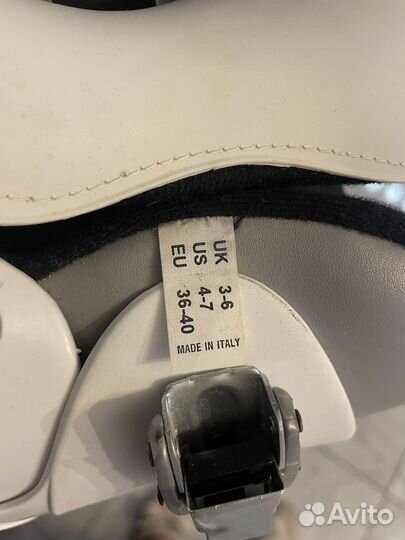 UK 3-6
US 4-7
EU 36-40
MADE IN ITALY
Avito